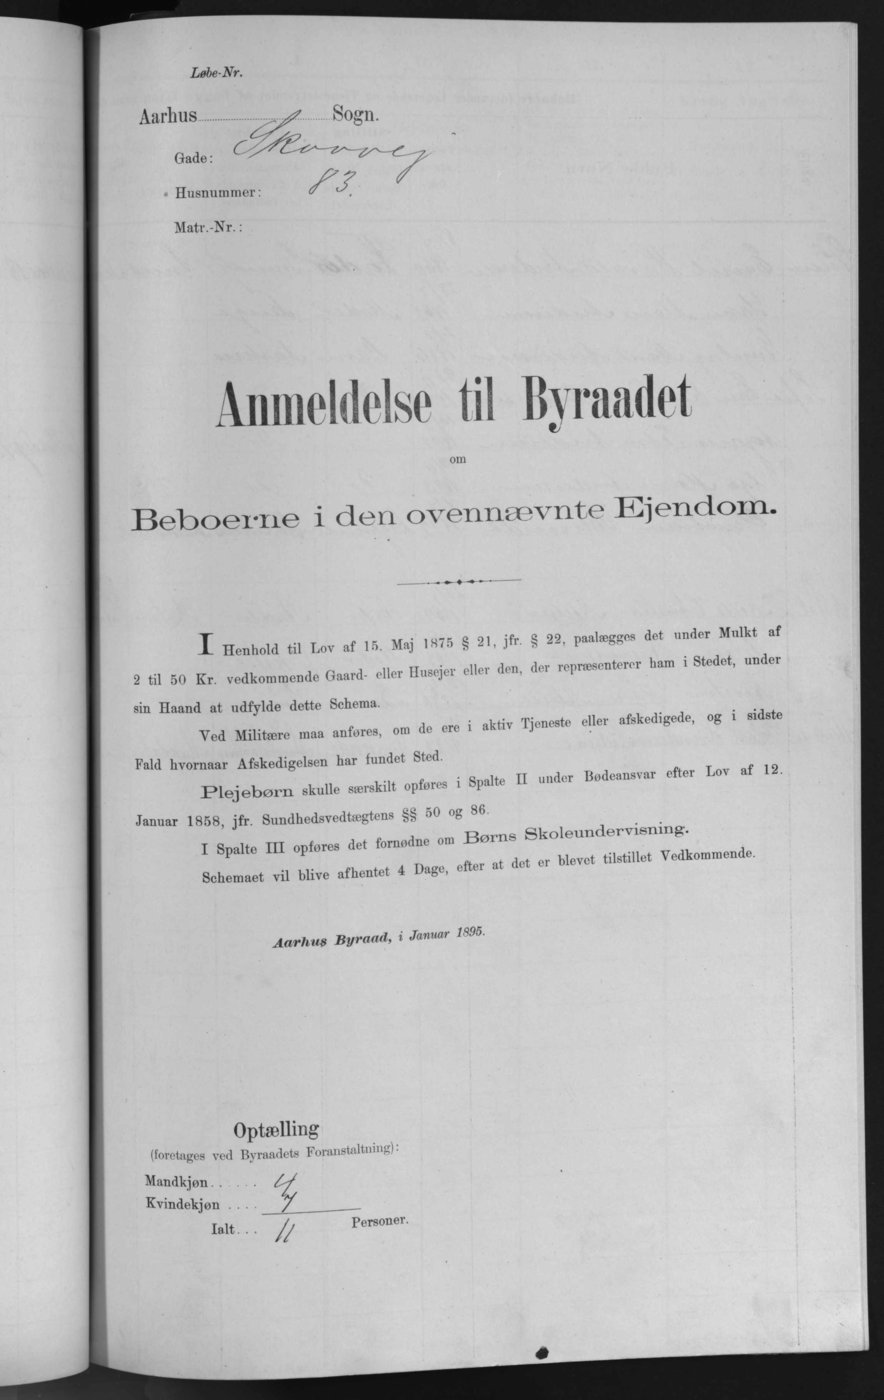 Løbe-Nr.
Aarhus Sogn.
Gade: Skovvej
Husnummer: 83.
Matr.-Nr.:
Anmeldelse til Byraadet
om
Beboerne i den ovennævnte Ejendom.
I Henhold til Lov af 15. Maj 1875 § 21, jfr. § 22, paalægges det under Mulkt af
2 til 50 Kr. vedkommende Gaard- eller Husejer eller den, der repræsenterer ham i Stedet, under
sin Haand at udfylde dette Schema.
Ved Militære maa anføres, om de ere i aktiv Tjeneste eller afskedigede, og i sidste
Fald hvornaar Afskedigelsen har fundet Sted.
Plejebørn skulle særskilt opføres i Spalte II under Bødeansvar efter Lov af 12.
Januar 1858, jfr. Sundhedsvedtægtens §§ 50 og 86.
I Spalte III opføres det fornødne om Børns Skoleundervisning.
Schemaet vil blive afhentet 4 Dage, efter at det er blevet tilstillet Vedkommende.
Aarhus Byraad, i Januar 1895.
Optælling
(foretages ved Byraadets Foranstaltning):
Mandkjøn...... 4
Kvindekjøn .... 7
Ialt... 11 Personer.